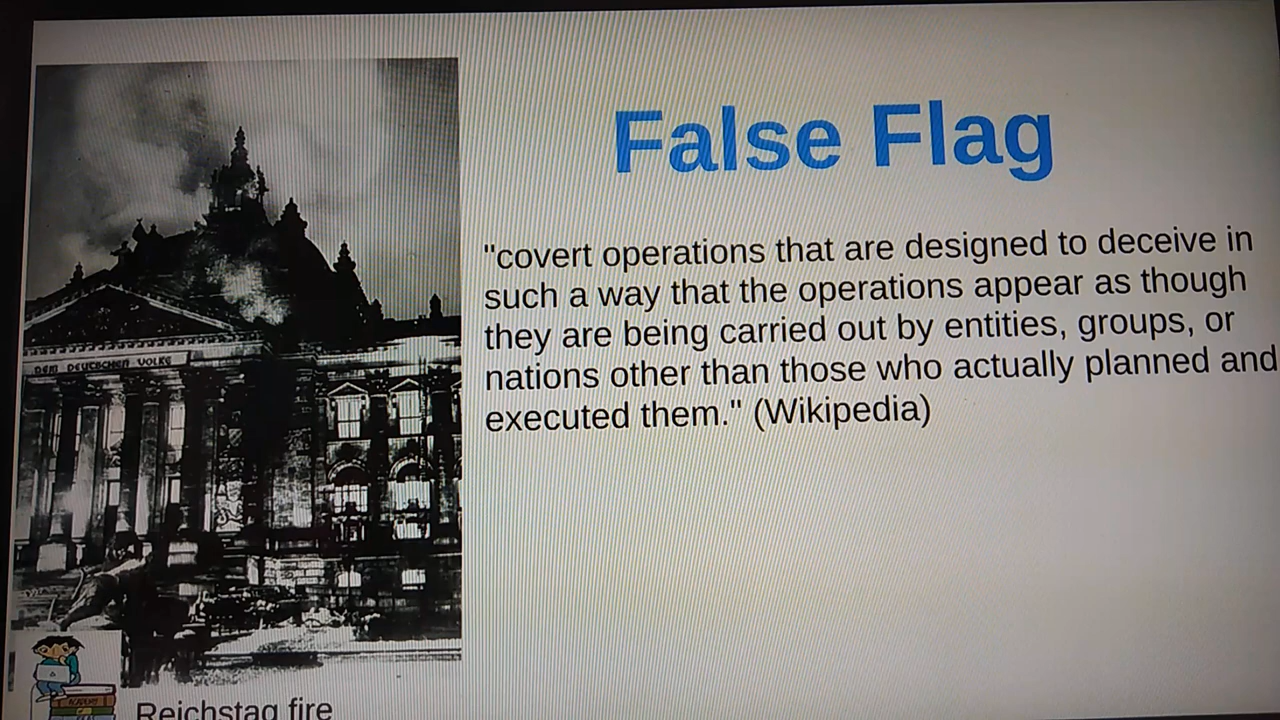 False Flag
"covert operations that are designed to deceive in
such a way that the operations appear as though
they are being carried out by entities, groups, or
nations other than those who actually planned and
executed them." (Wikipedia)
DEM DEUTSCHEN VOLKE
ACADEMY
Reichstag fire